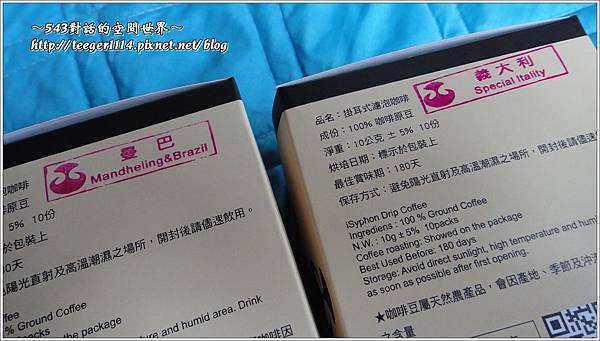 ～543對話的空間世界～
http://teeger1114.pixnet.net/blog
曼巴
Mandheling&Brazil
泡咖啡
啡原豆
5% 10份
於包裝上
0天
陽光直射及高溫潮濕之場所，開封後請儘速飲用。
Ground Coffee
packs
the package
ure and humid area. Drink
義大利
Special Itality
品名：掛耳式濾泡咖啡
成份：100% 咖啡原豆
淨重：10公克 ± 5% 10份
烘培日期：標示於包裝上
最佳賞味期：180天
保存方式：避免陽光直射及高溫潮濕之場所，開封後請儘速
iSyphon Drip Coffee
Ingrediens : 100 % Ground Coffee
N.W. : 10g ± 5% 10packs
Coffee roasting: Showed on the package
Best Used Before: 180 days
Storage: Avoid direct sunlight, high temperature and humid
as soon as possible after first opening.
★咖啡豆屬天然農產品，會因產地、季節及沖
之含量